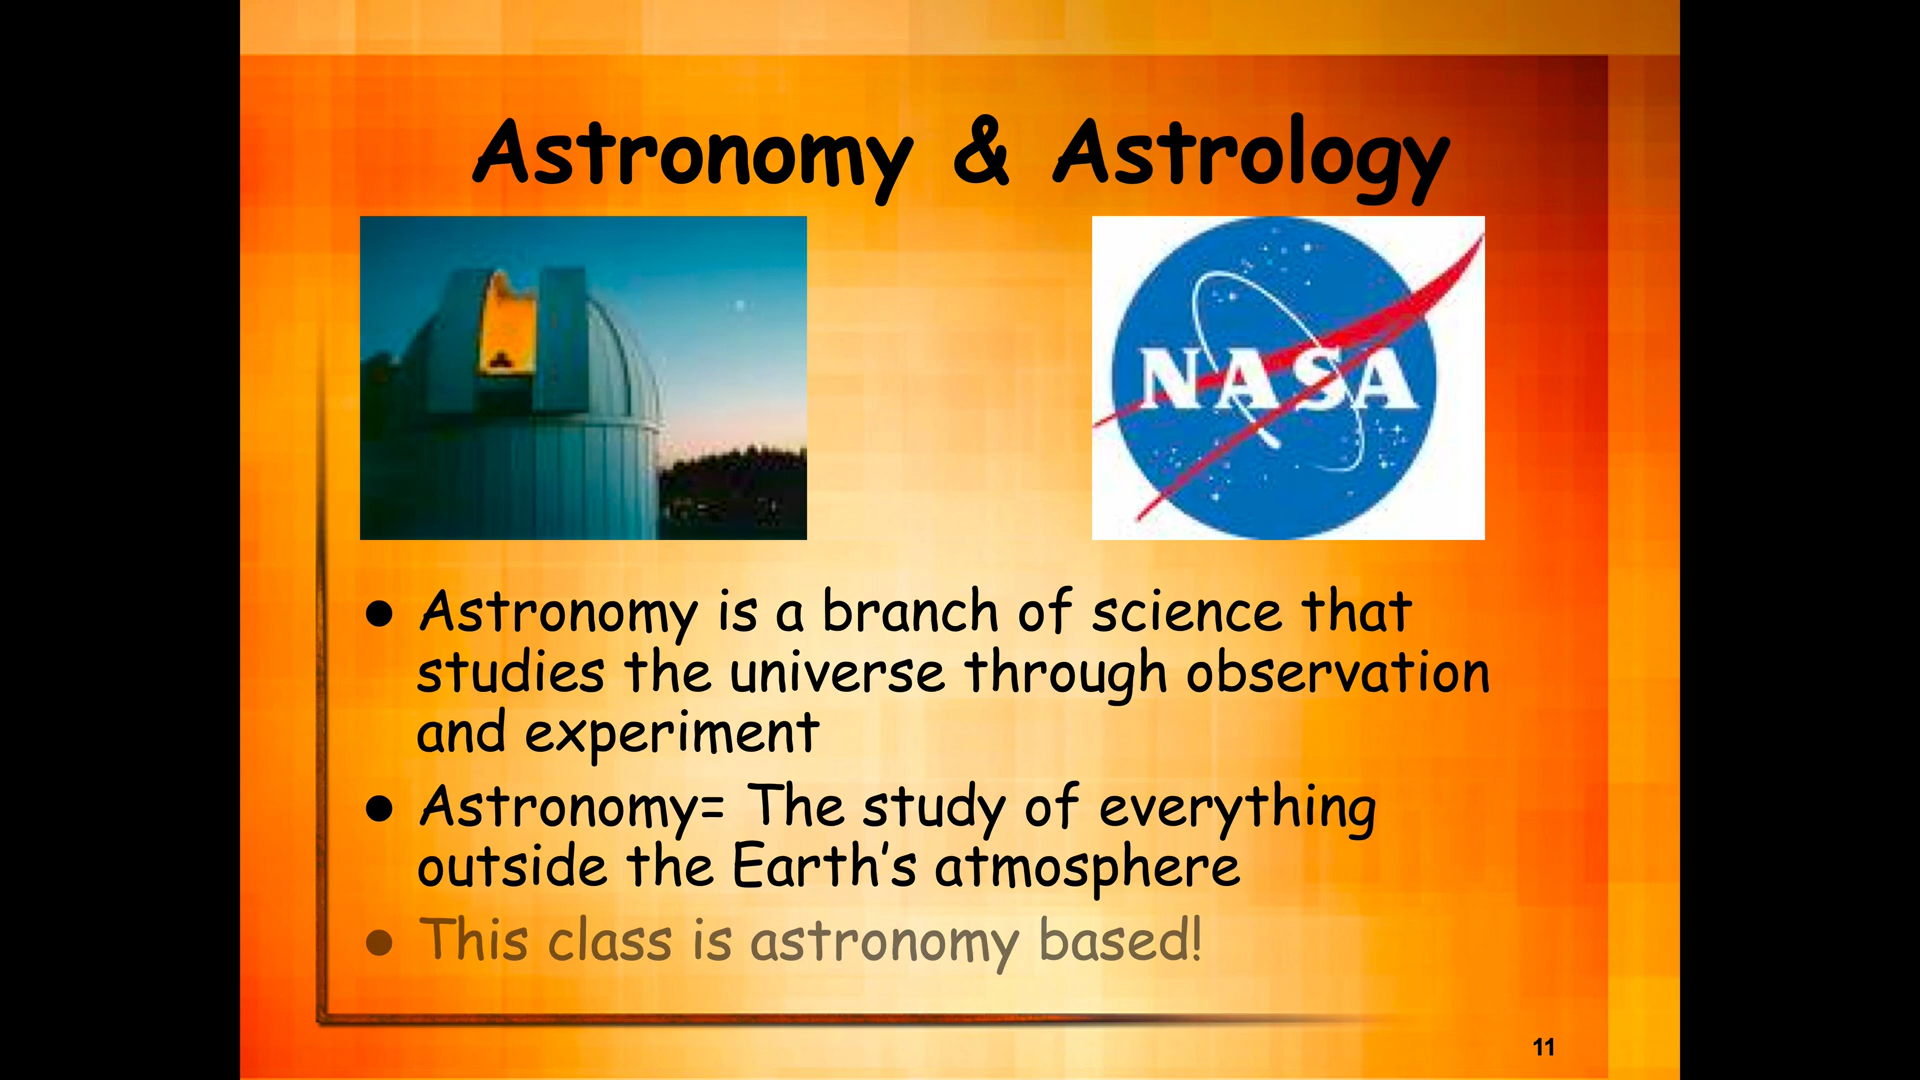 Astronomy & Astrology
NASA
● Astronomy is a branch of science that
studies the universe through observation
and experiment
● Astronomy= The study of everything
outside the Earth’s atmosphere
● This class is astronomy based!
11